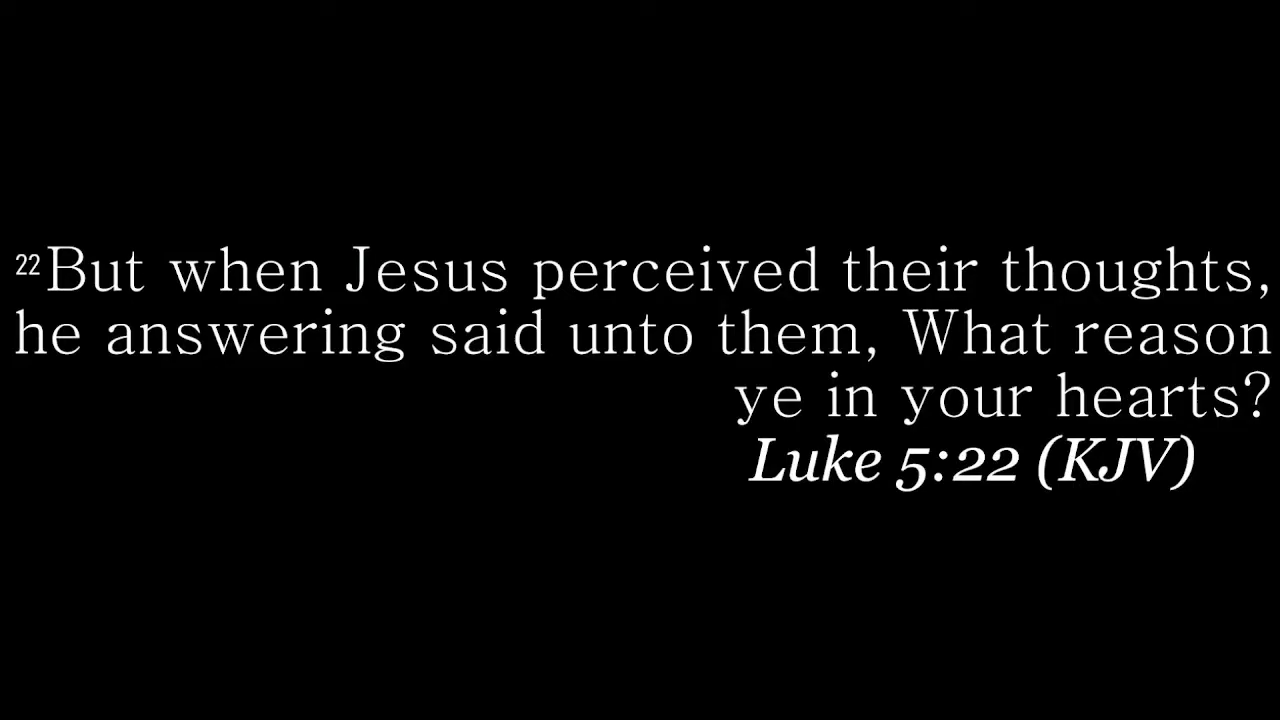 22But when Jesus perceived their thoughts,
he answering said unto them, What reason
ye in your hearts?
Luke 5:22 (KJV)